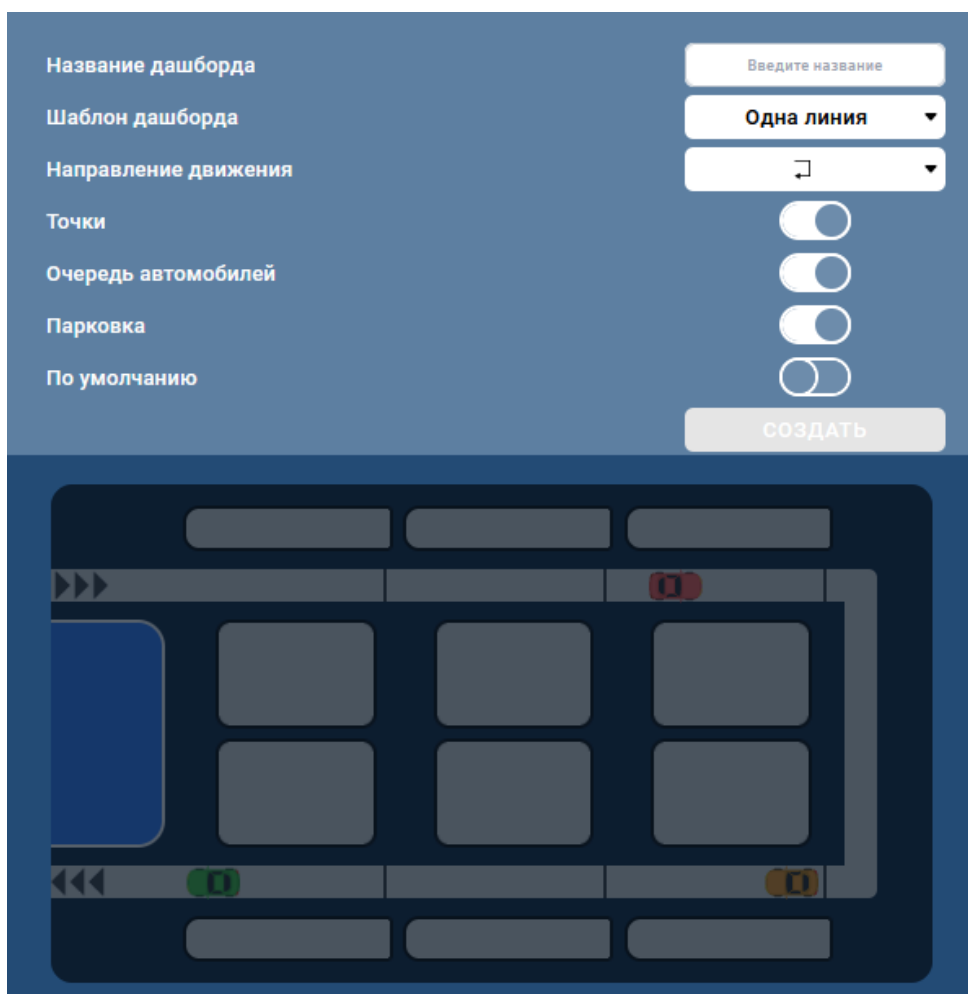 Название дашборда
Введите название
Шаблон дашборда
Одна линия
Направление движения
Точки
Очередь автомобилей
Парковка
По умолчанию
СОЗДАТЬ